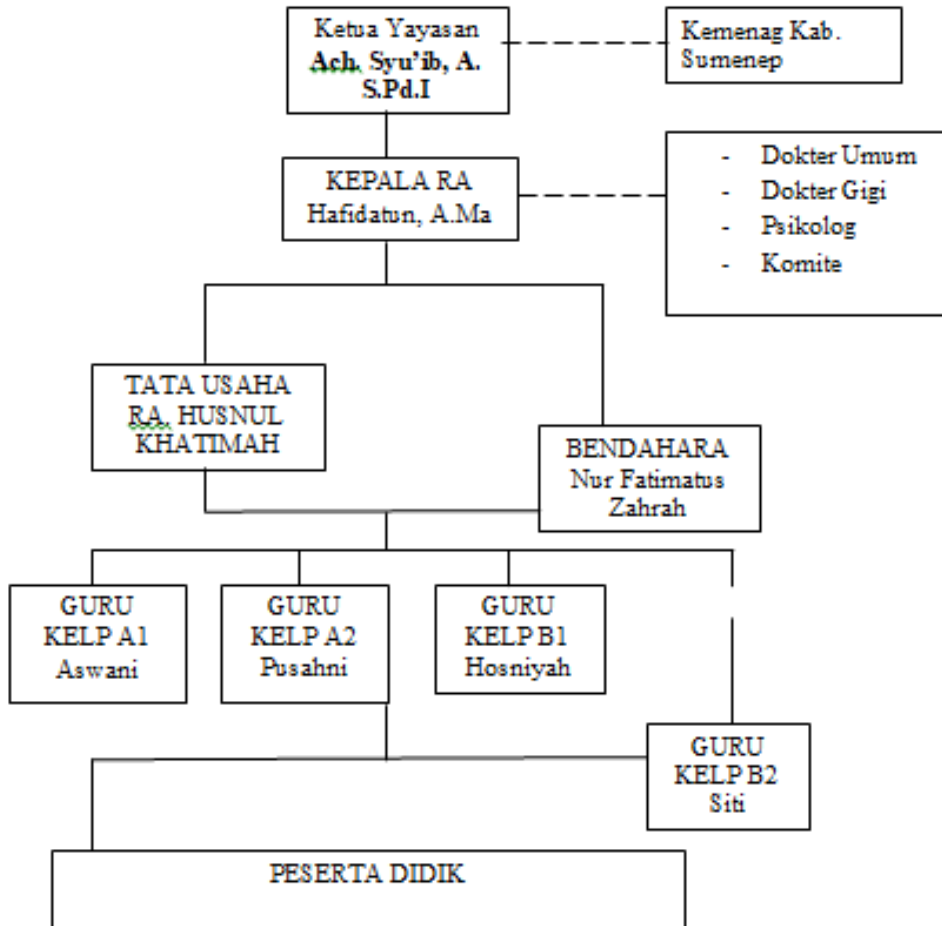 Ketua Yayasan
Ach. Syu’ib, A.
S.Pd.I
Kemenag Kab.
Sumenep
KEPALA RA
Hafidatun, A.Ma
- Dokter Umum
- Dokter Gigi
- Psikolog
- Komite
TATA USAHA
RA. HUSNUL
KHATIMAH
BENDAHARA
Nur Fatimatus
Zahrah
GURU
KELP A1
Aswani
GURU
KELP A2
Pusahni
GURU
KELP B1
Hosniyah
GURU
KELP B2
Siti
PESERTA DIDIK